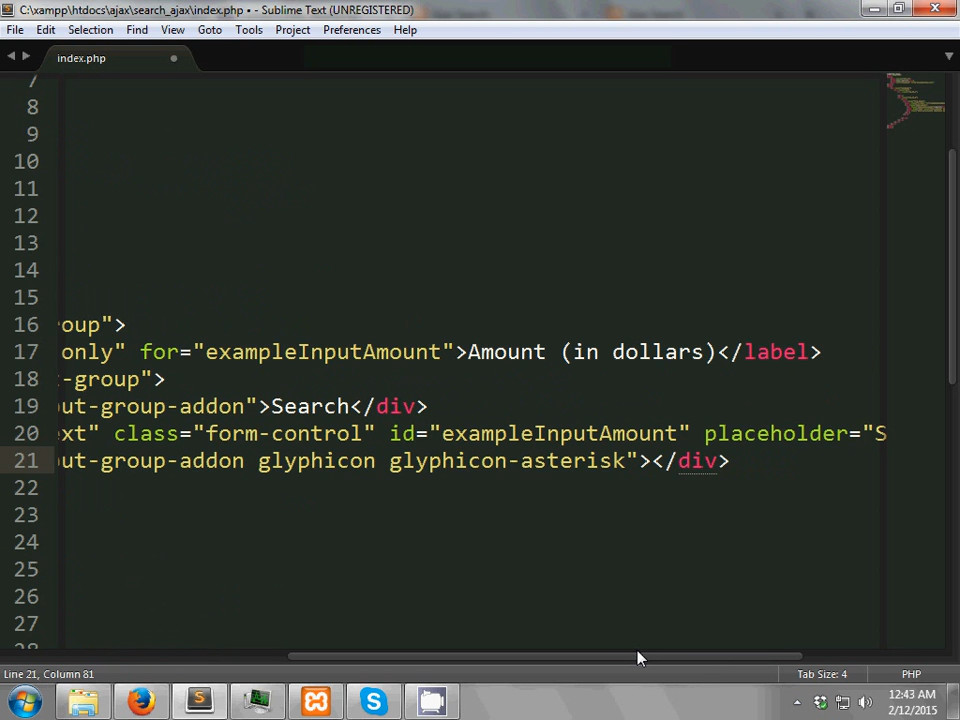 C:\xampp\htdocs\ajax\search_ajax\index.php • - Sublime Text (UNREGISTERED)
File Edit Selection Find View Goto Tools Project Preferences Help
index.php
7
8
9
10
11
12
13
14
15
16 roup">
17 only" for="exampleInputAmount">Amount (in dollars)</label>
18 -group">
19 out-group-addon">Search</div>
20 ext" class="form-control" id="exampleInputAmount" placeholder="S
21 out-group-addon glyphicon glyphicon-asterisk"></div>
22
23
24
25
26
27
28
Line 21, Column 81
Tab Size: 4
PHP
12:43 AM
2/12/2015